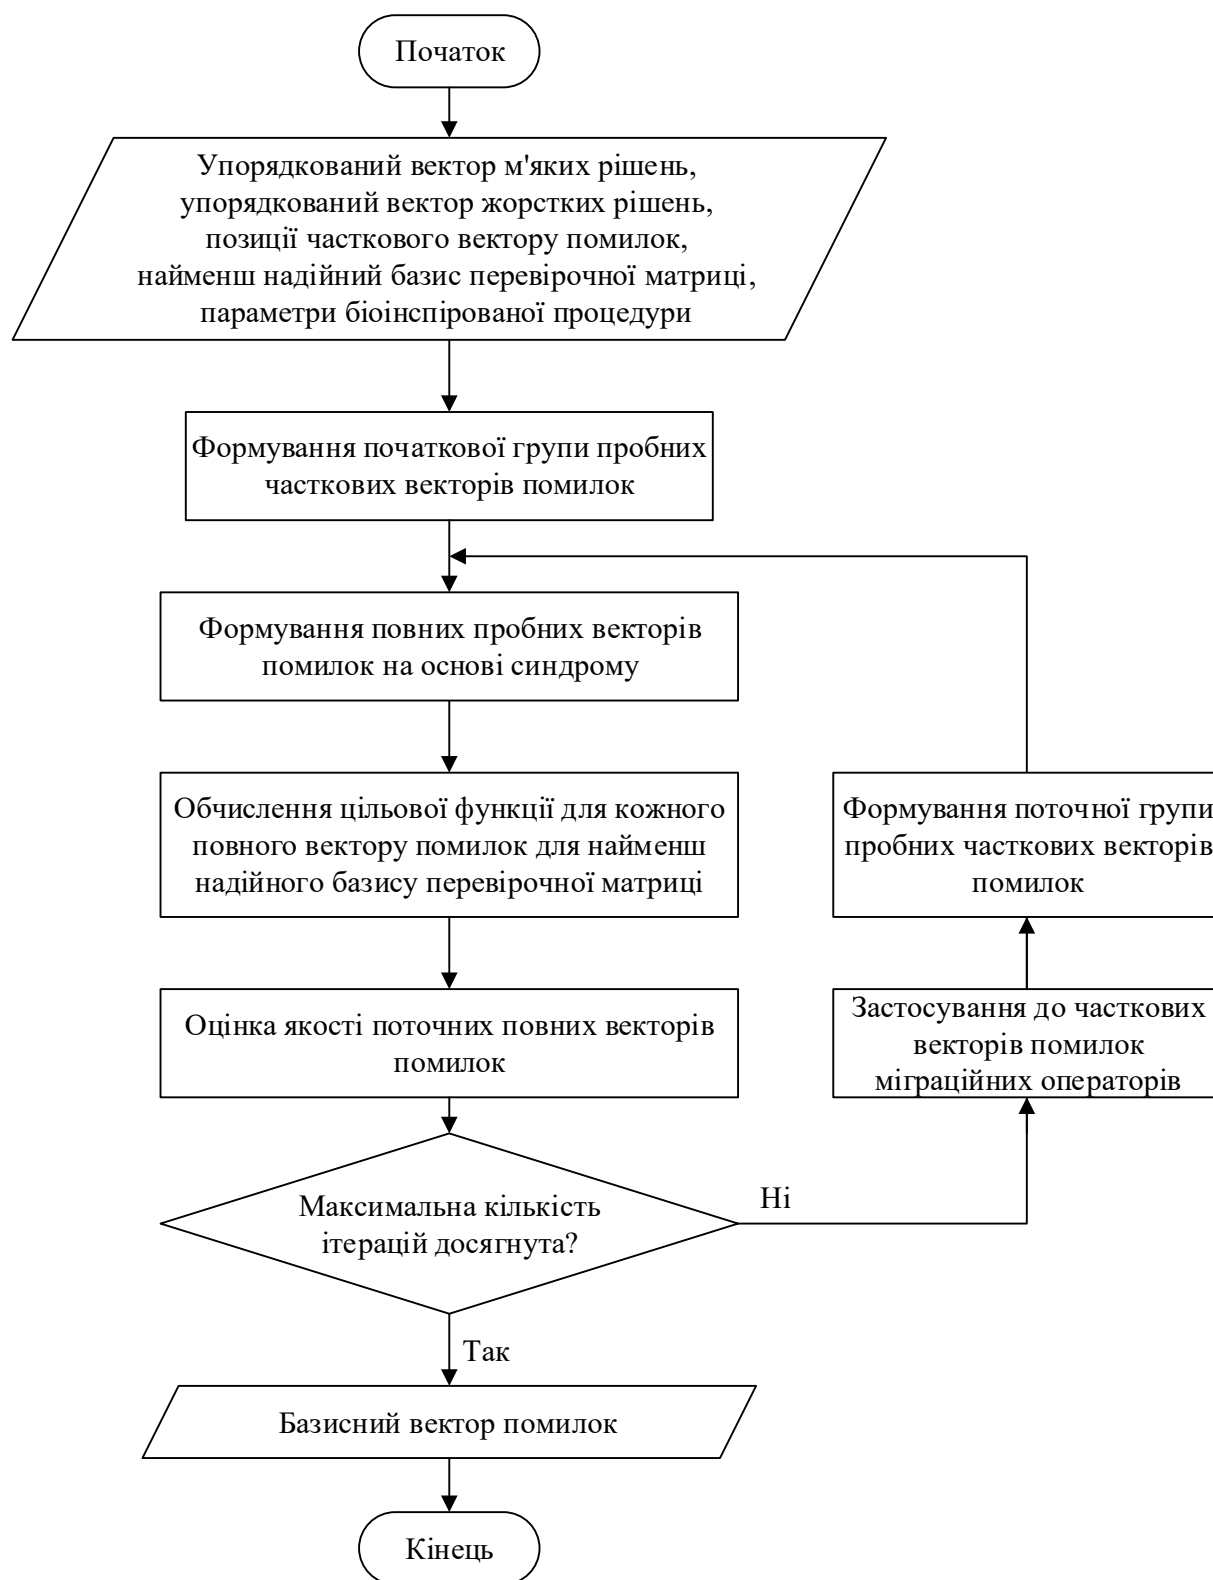 Початок
Упорядкований вектор м'яких рішень,
упорядкований вектор жорстких рішень,
позиції часткового вектору помилок,
найменш надійний базис перевірочної матриці,
параметри біоінспірованої процедури
Формування початкової групи пробних
часткових векторів помилок
Формування повних пробних векторів
помилок на основі синдрому
Обчислення цільової функції для кожного
повного вектору помилок для найменш
надійного базису перевірочної матриці
Формування поточної групи
пробних часткових векторів
помилок
Оцінка якості поточних повних векторів
помилок
Застосування до часткових
векторів помилок
міграційних операторів
Максимальна кількість
ітерацій досягнута?
Ні
Так
Базисний вектор помилок
Кінець